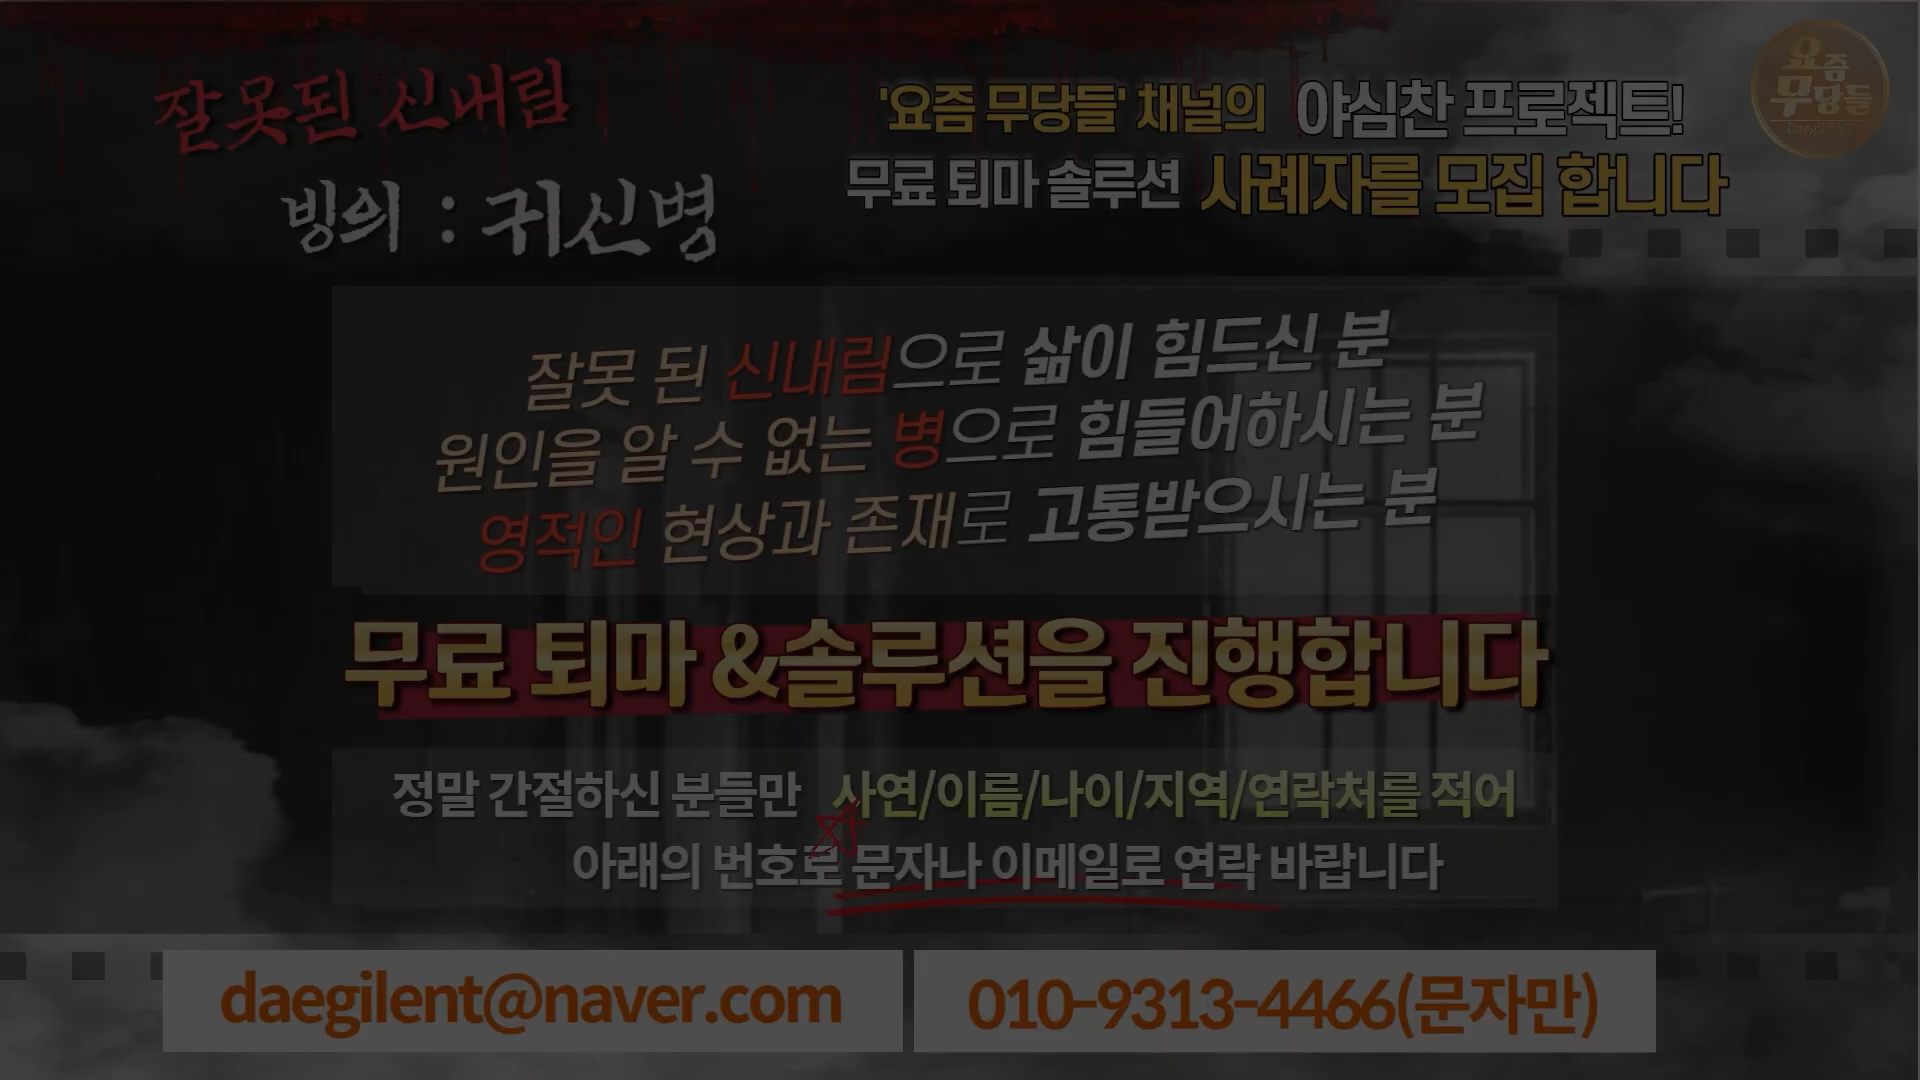 잘못된 신내림
빙의 : 귀신병
'요즘 무당들' 채널의 야심찬 프로젝트!
무료 퇴마 솔루션 사례자를 모집 합니다
요즘
무당들
DaegilENT
잘못 된 신내림으로 삶이 힘드신 분
원인을 알 수 없는 병으로 힘들어하시는 분
영적인 현상과 존재로 고통받으시는 분
무료 퇴마 &솔루션을 진행합니다
정말 간절하신 분들만 사연/이름/나이/지역/연락처를 적어
아래의 번호로 문자나 이메일로 연락 바랍니다
daegilent@naver.com
010-9313-4466(문자만)